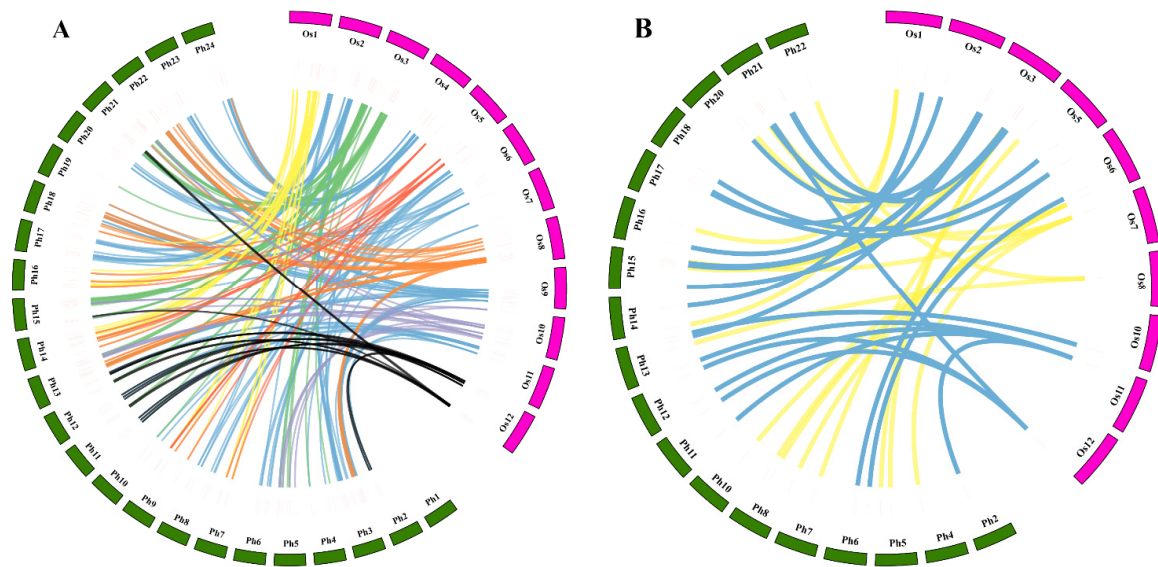 A
Os1
Os2
Os3
Os4
Os5
Os6
Os7
Os8
Os9
Os10
Os11
Os12
Ph1
Ph2
Ph3
Ph4
Ph5
Ph6
Ph7
Ph8
Ph9
Ph10
Ph11
Ph12
Ph13
Ph14
Ph15
Ph16
Ph17
Ph18
Ph19
Ph20
Ph21
Ph22
Ph23
Ph24
B
Os1
Os2
Os3
Os5
Os6
Os7
Os8
Os10
Os11
Os12
Ph2
Ph4
Ph5
Ph6
Ph7
Ph8
Ph10
Ph11
Ph12
Ph13
Ph14
Ph15
Ph16
Ph17
Ph18
Ph20
Ph21
Ph22